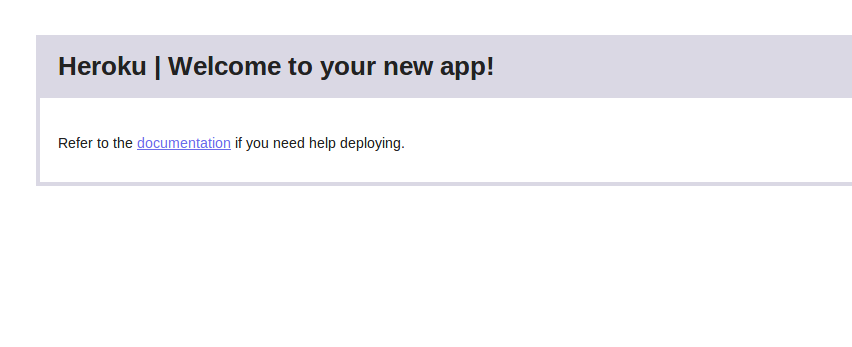 Heroku | Welcome to your new app!
Refer to the documentation if you need help deploying.